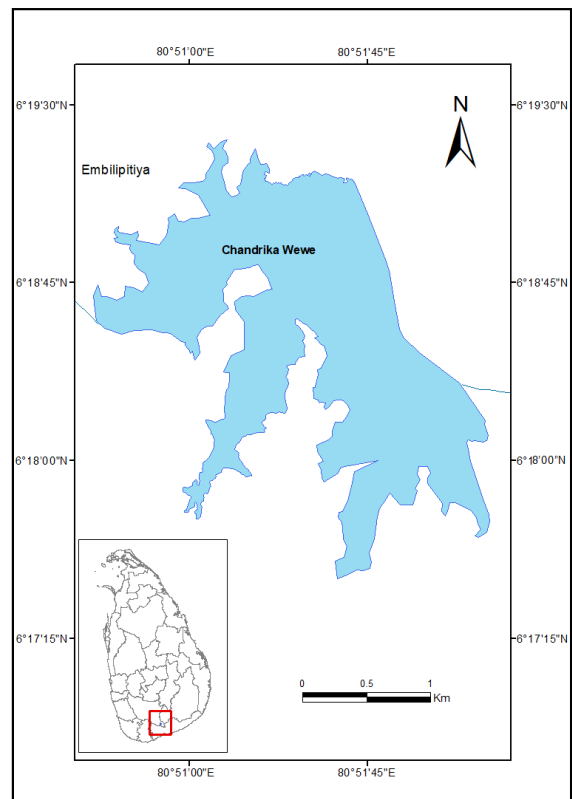 80°51'00"E 80°51'45"E
6°19'30"N 6°19'30"N
N
Embilipitiya
Chandrika Wewe
6°18'45"N 6°18'45"N
6°18'00"N 6°18'00"N
6°17'15"N 6°17'15"N
0 0.5 1
Km
80°51'00"E 80°51'45"E